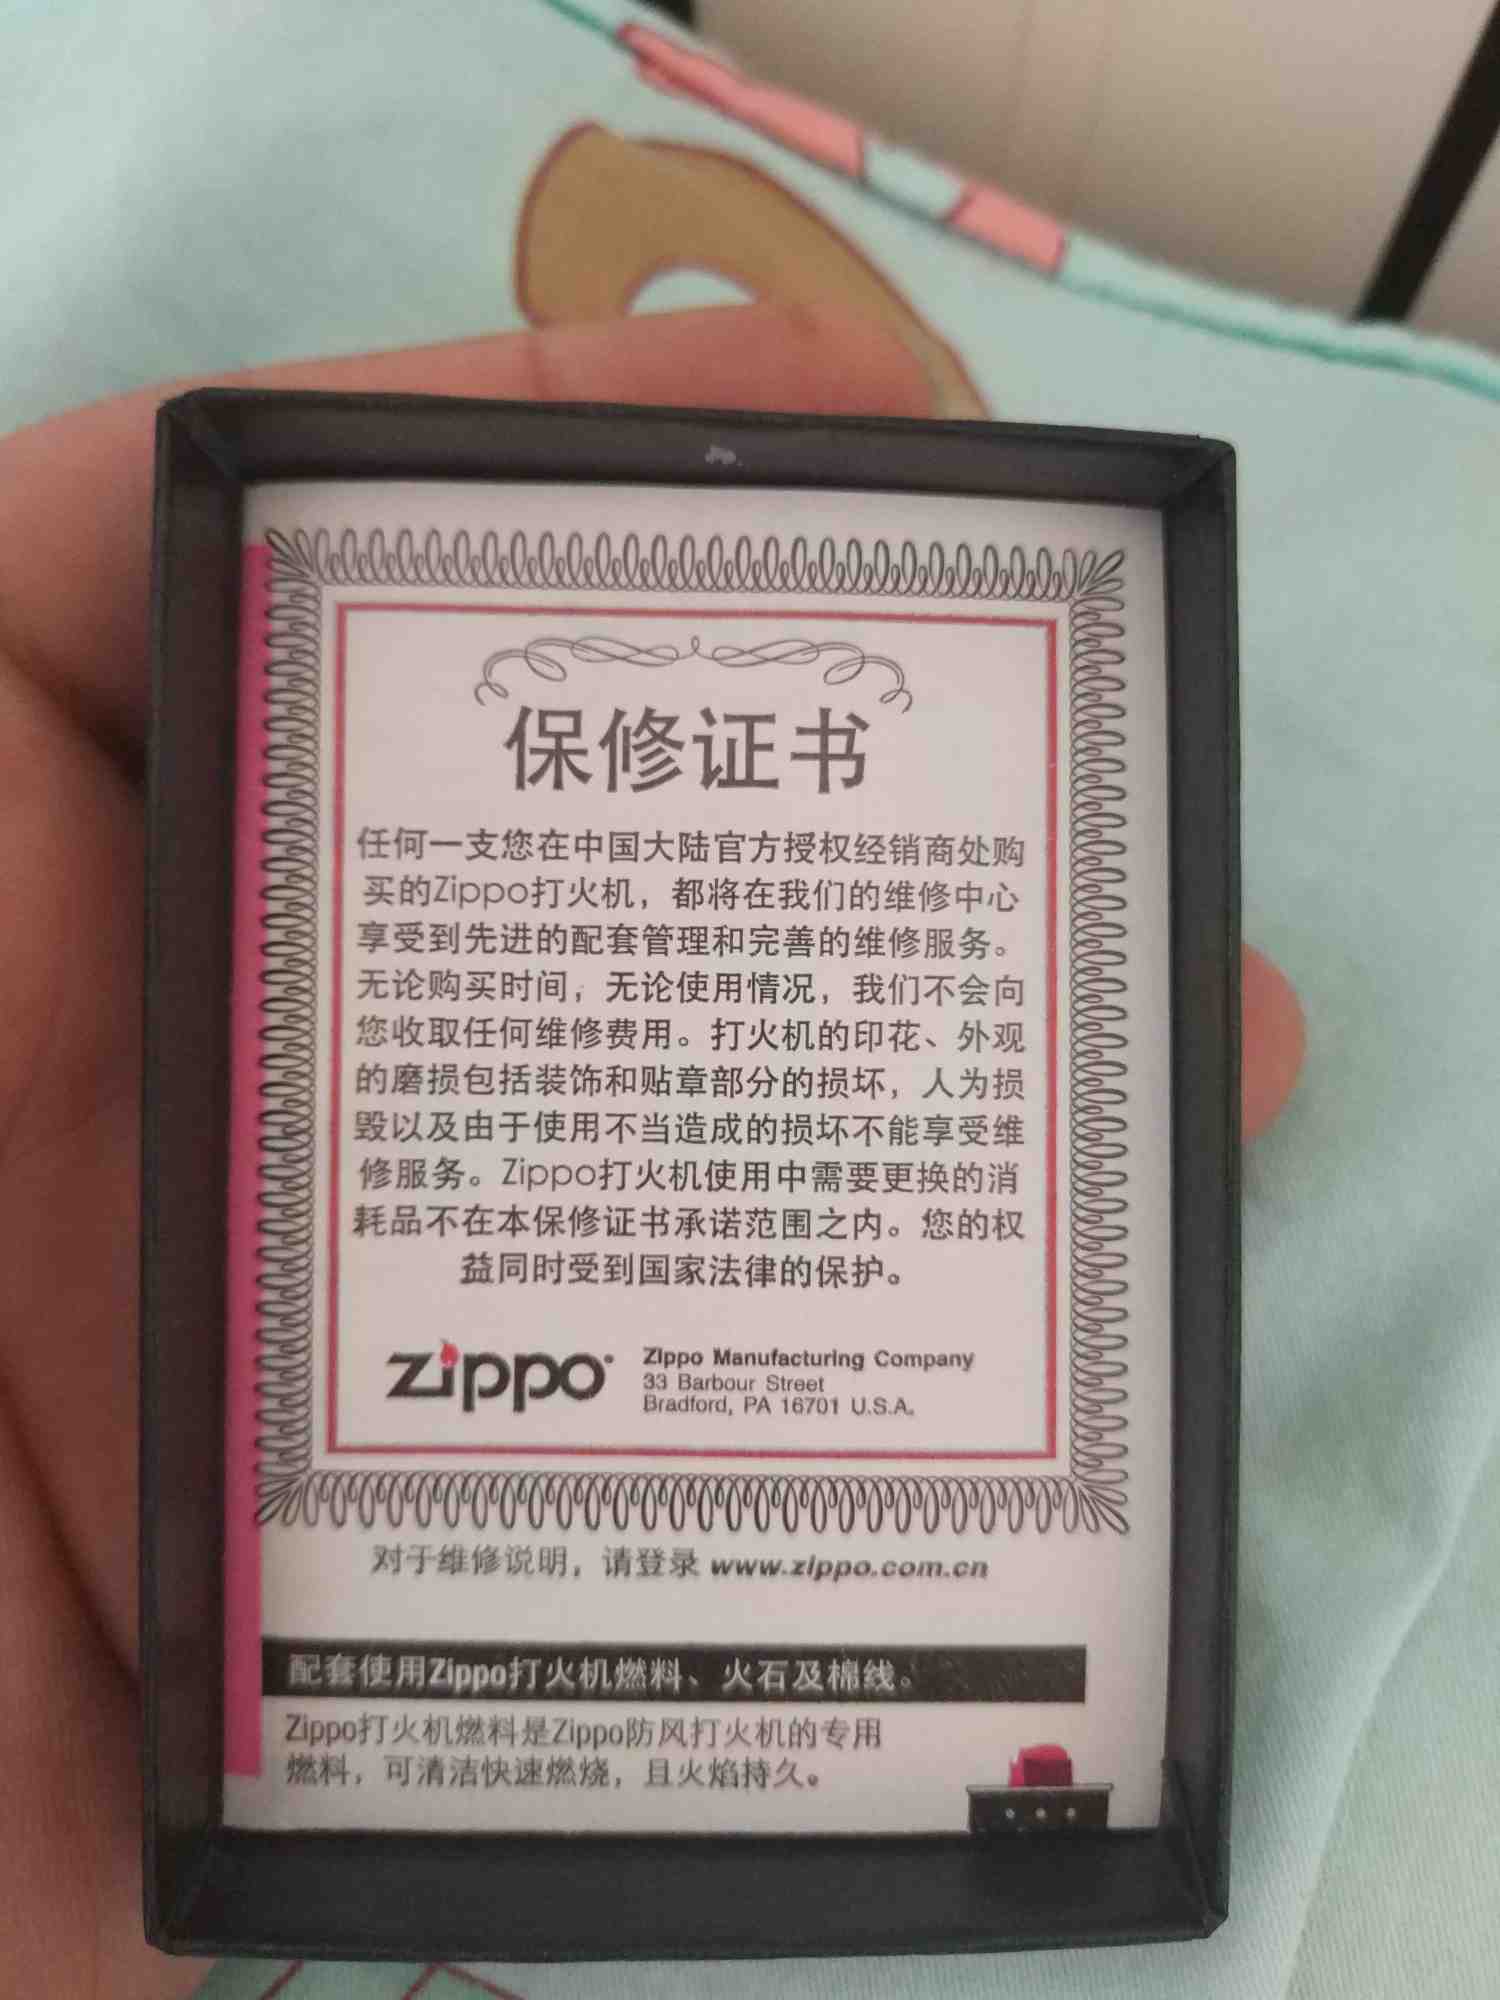 保修证书
任何一支您在中国大陆官方授权经销商处购
买的Zippo打火机，都将在我们的维修中心
享受到先进的配套管理和完善的维修服务。
无论购买时间，无论使用情况，我们不会向
您收取任何维修费用。打火机的印花、外观
的磨损包括装饰和贴章部分的损坏，人为损
毁以及由于使用不当造成的损坏不能享受维
修服务。Zippo打火机使用中需要更换的消
耗品不在本保修证书承诺范围之内。您的权
益同时受到国家法律的保护。
zippo
Zippo Manufacturing Company
33 Barbour Street
Bradford, PA 16701 U.S.A.
对于维修说明，请登录 www.zippo.com.cn
配套使用Zippo打火机燃料、火石及棉线。
Zippo打火机燃料是Zippo防风打火机的专用
燃料，可清洁快速燃烧，且火焰持久。